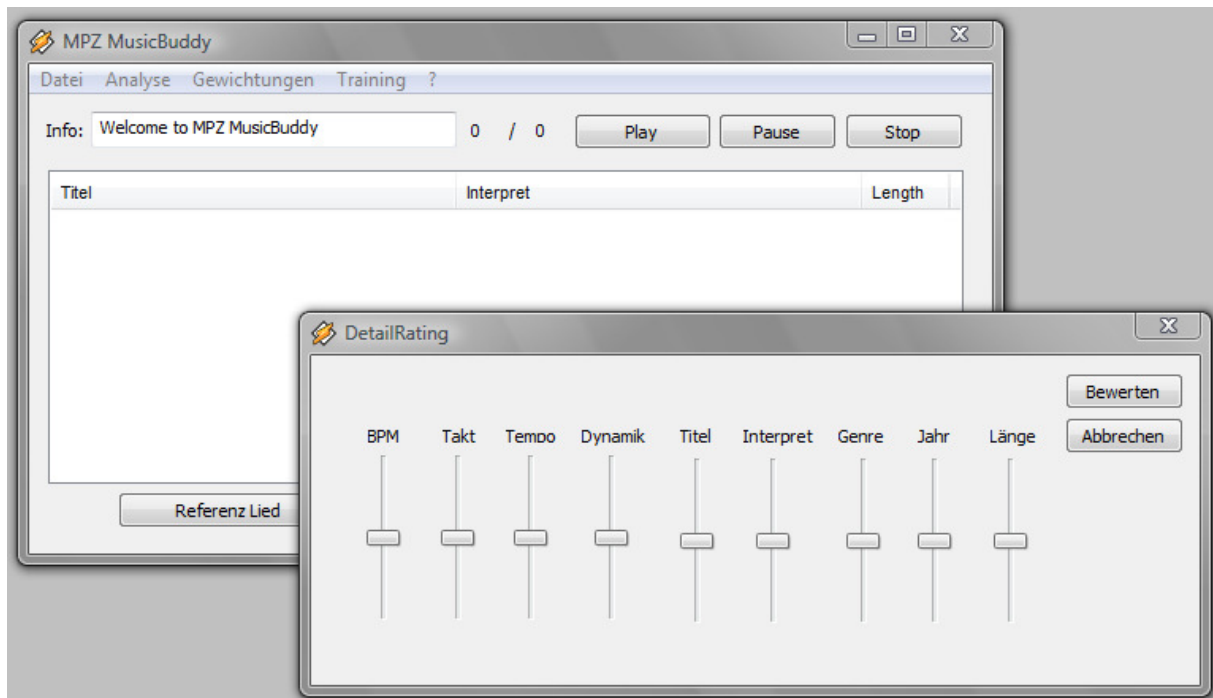 MPZ MusicBuddy
Datei Analyse Gewichtungen Training ?
Info: Welcome to MPZ MusicBuddy 0 / 0 Play Pause Stop
Titel Interpret Length
Referenz Lied
DetailRating
Bewerten
BPM Takt Tempo Dynamik Titel Interpret Genre Jahr Länge Abbrechen